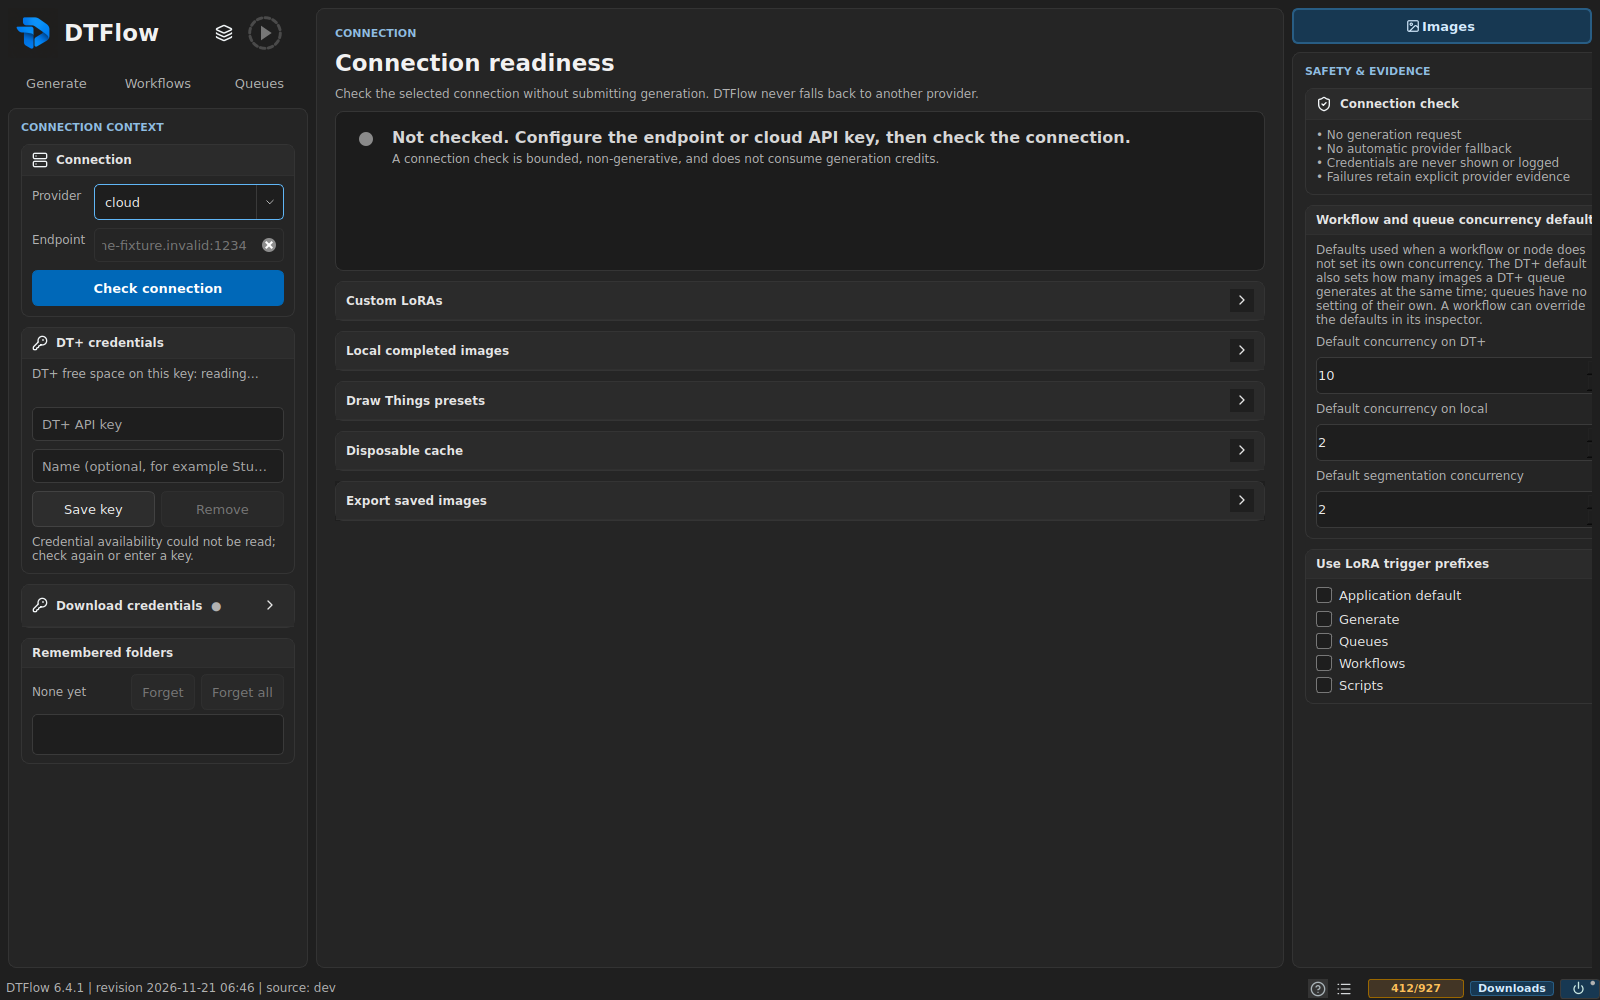 DTFlow
Generate Workflows Queues
CONNECTION CONTEXT
Connection
Provider cloud
Endpoint ne-fixture.invalid:1234
Check connection
DT+ credentials
DT+ free space on this key: reading...
DT+ API key
Name (optional, for example Stu...
Save key Remove
Credential availability could not be read;
check again or enter a key.
Download credentials
Remembered folders
None yet Forget Forget all
CONNECTION
Connection readiness
Check the selected connection without submitting generation. DTFlow never falls back to another provider.
Not checked. Configure the endpoint or cloud API key, then check the connection.
A connection check is bounded, non-generative, and does not consume generation credits.
Custom LoRAs
Local completed images
Draw Things presets
Disposable cache
Export saved images
Images
SAFETY & EVIDENCE
Connection check
• No generation request
• No automatic provider fallback
• Credentials are never shown or logged
• Failures retain explicit provider evidence
Workflow and queue concurrency default
Defaults used when a workflow or node does
not set its own concurrency. The DT+ default
also sets how many images a DT+ queue
generates at the same time; queues have no
setting of their own. A workflow can override
the defaults in its inspector.
Default concurrency on DT+
10
Default concurrency on local
2
Default segmentation concurrency
2
Use LoRA trigger prefixes
Application default
Generate
Queues
Workflows
Scripts
DTFlow 6.4.1 | revision 2026-11-21 06:46 | source: dev
412/927 Downloads